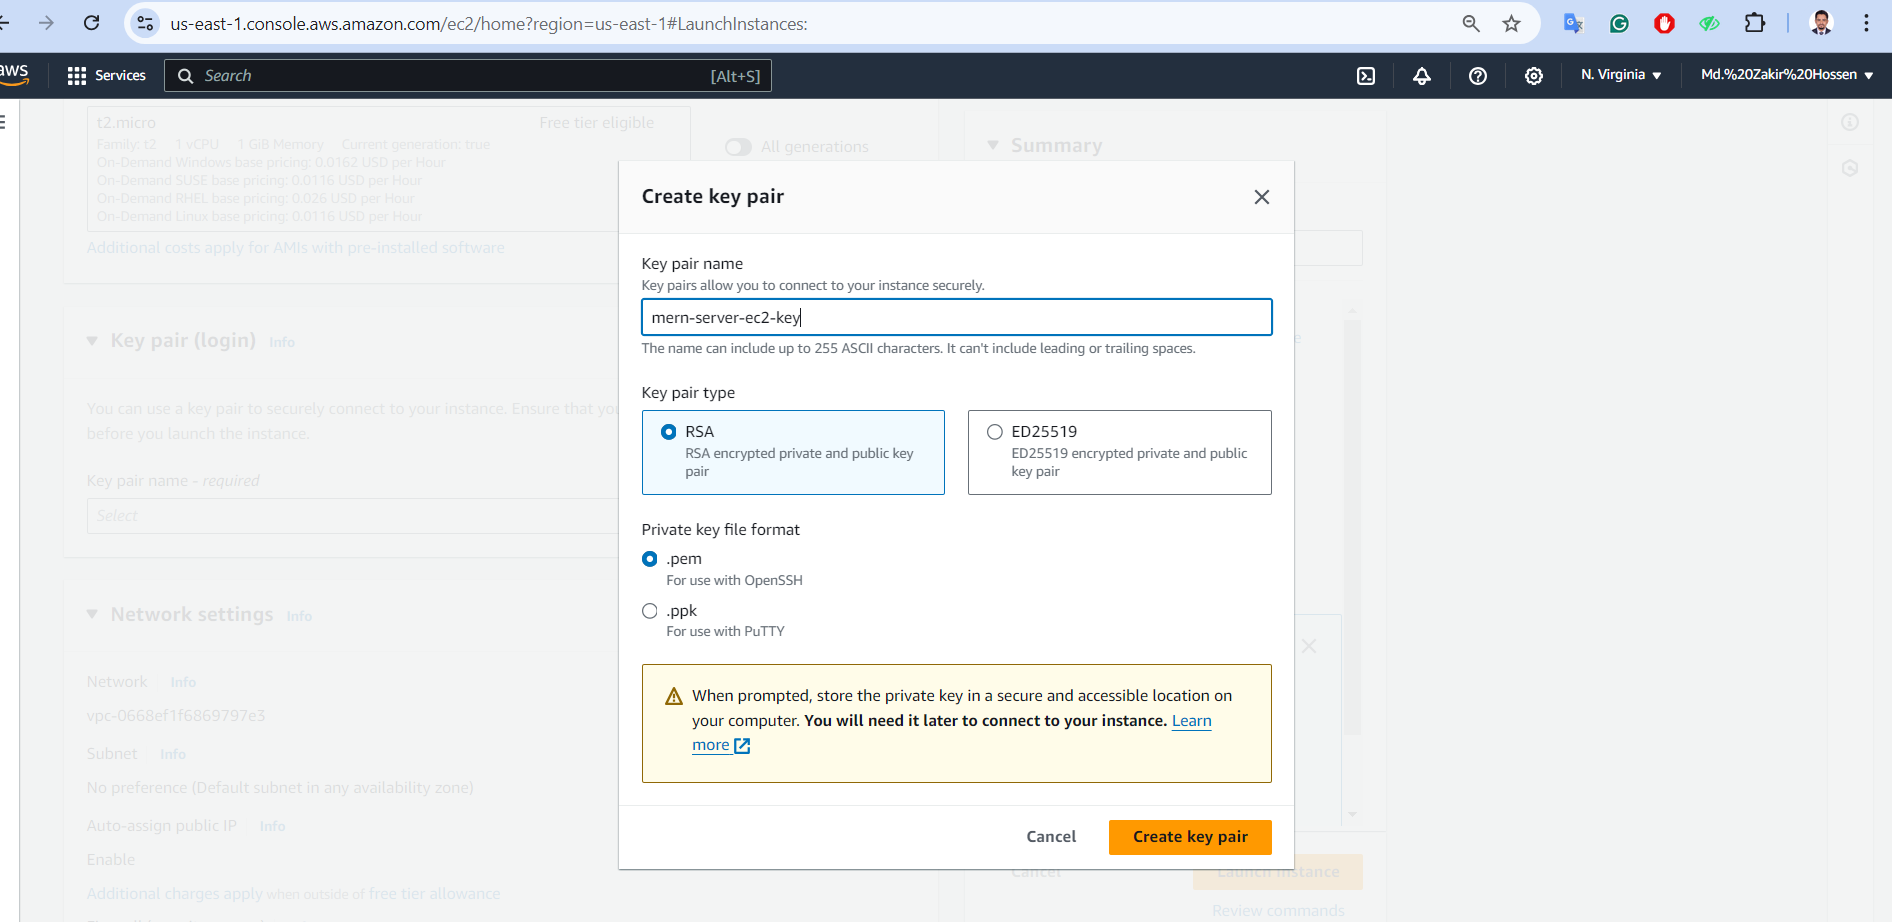 us-east-1.console.aws.amazon.com/ec2/home?region=us-east-1#LaunchInstances:
aws
Services
Search
[Alt+S]
N. Virginia
Md.%20Zakir%20Hossen
t2.micro
Free tier eligible
Family: t2 1 vCPU 1 GiB Memory Current generation: true
On-Demand Windows base pricing: 0.0162 USD per Hour
On-Demand SUSE base pricing: 0.0116 USD per Hour
On-Demand RHEL base pricing: 0.026 USD per Hour
On-Demand Linux base pricing: 0.0116 USD per Hour
Additional costs apply for AMIs with pre-installed software
All generations
Summary
Key pair (login) Info
You can use a key pair to securely connect to your instance. Ensure that you
before you launch the instance.
Key pair name - required
Select
Network settings Info
Network Info
vpc-0668ef1f6869797e3
Subnet Info
No preference (Default subnet in any availability zone)
Auto-assign public IP Info
Enable
Additional charges apply when outside of free tier allowance
Create key pair
Key pair name
Key pairs allow you to connect to your instance securely.
mern-server-ec2-key
The name can include up to 255 ASCII characters. It can't include leading or trailing spaces.
Key pair type
RSA
RSA encrypted private and public key
pair
ED25519
ED25519 encrypted private and public
key pair
Private key file format
.pem
For use with OpenSSH
.ppk
For use with PuTTY
When prompted, store the private key in a secure and accessible location on
your computer. You will need it later to connect to your instance. Learn
more
Cancel
Create key pair
Cancel
Launch instance
Review commands